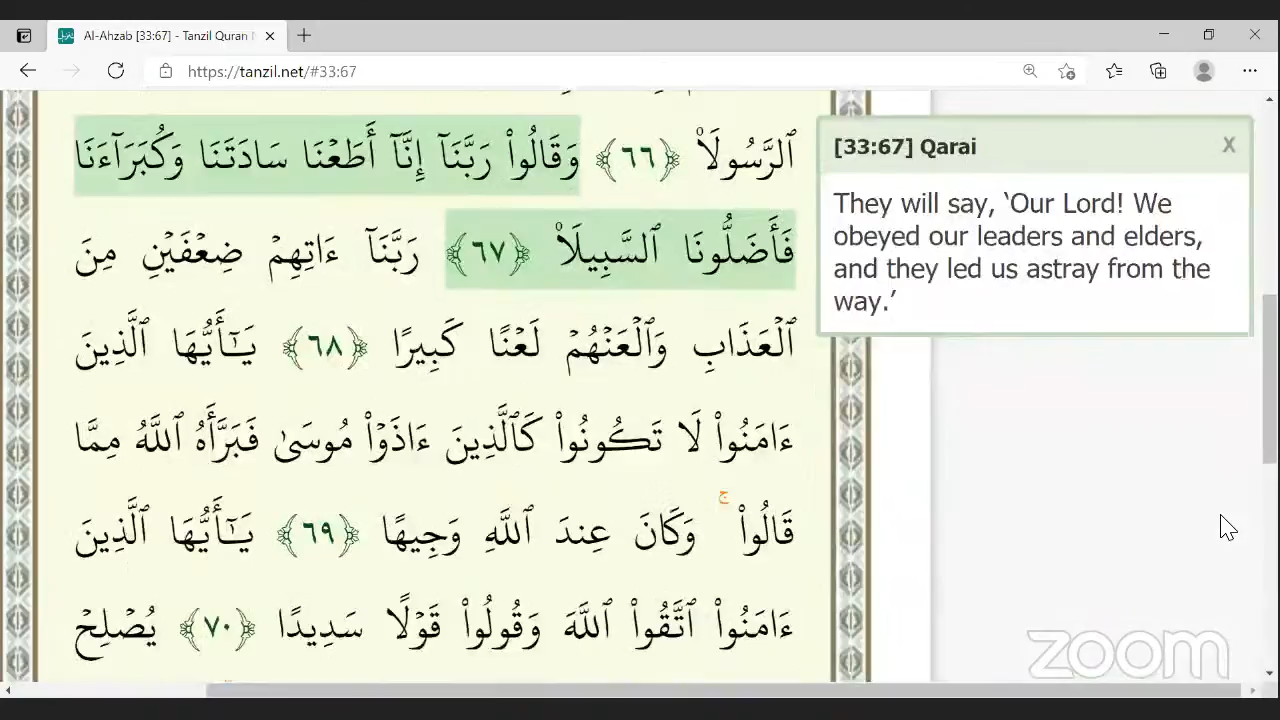 Al-Ahzab [33:67] - Tanzil Quran N
https://tanzil.net/#33:67
ٱلرَّسُولَا۠ ﴿٦٦﴾ وَقَالُوا۟ رَبَّنَآ إِنَّآ أَطَعْنَا سَادَتَنَا وَكُبَرَآءَنَا
فَأَضَلُّونَا ٱلسَّبِيلَا۠ ﴿٦٧﴾ رَبَّنَآ ءَاتِهِمْ ضِعْفَيْنِ مِنَ
ٱلْعَذَابِ وَٱلْعَنْهُمْ لَعْنًا كَبِيرًا ﴿٦٨﴾ يَـٰٓأَيُّهَا ٱلَّذِينَ
ءَامَنُوا۟ لَا تَكُونُوا۟ كَٱلَّذِينَ ءَاذَوْا۟ مُوسَىٰ فَبَرَّأَهُ ٱللَّهُ مِمَّا
قَالُوا۟ ۚ وَكَانَ عِندَ ٱللَّهِ وَجِيهًا ﴿٦٩﴾ يَـٰٓأَيُّهَا ٱلَّذِينَ
ءَامَنُوا۟ ٱتَّقُوا۟ ٱللَّهَ وَقُولُوا۟ قَوْلًا سَدِيدًا ﴿٧٠﴾ يُصْلِحْ
[33:67] Qarai X
They will say, ‘Our Lord! We
obeyed our leaders and elders,
and they led us astray from the
way.’
zoom